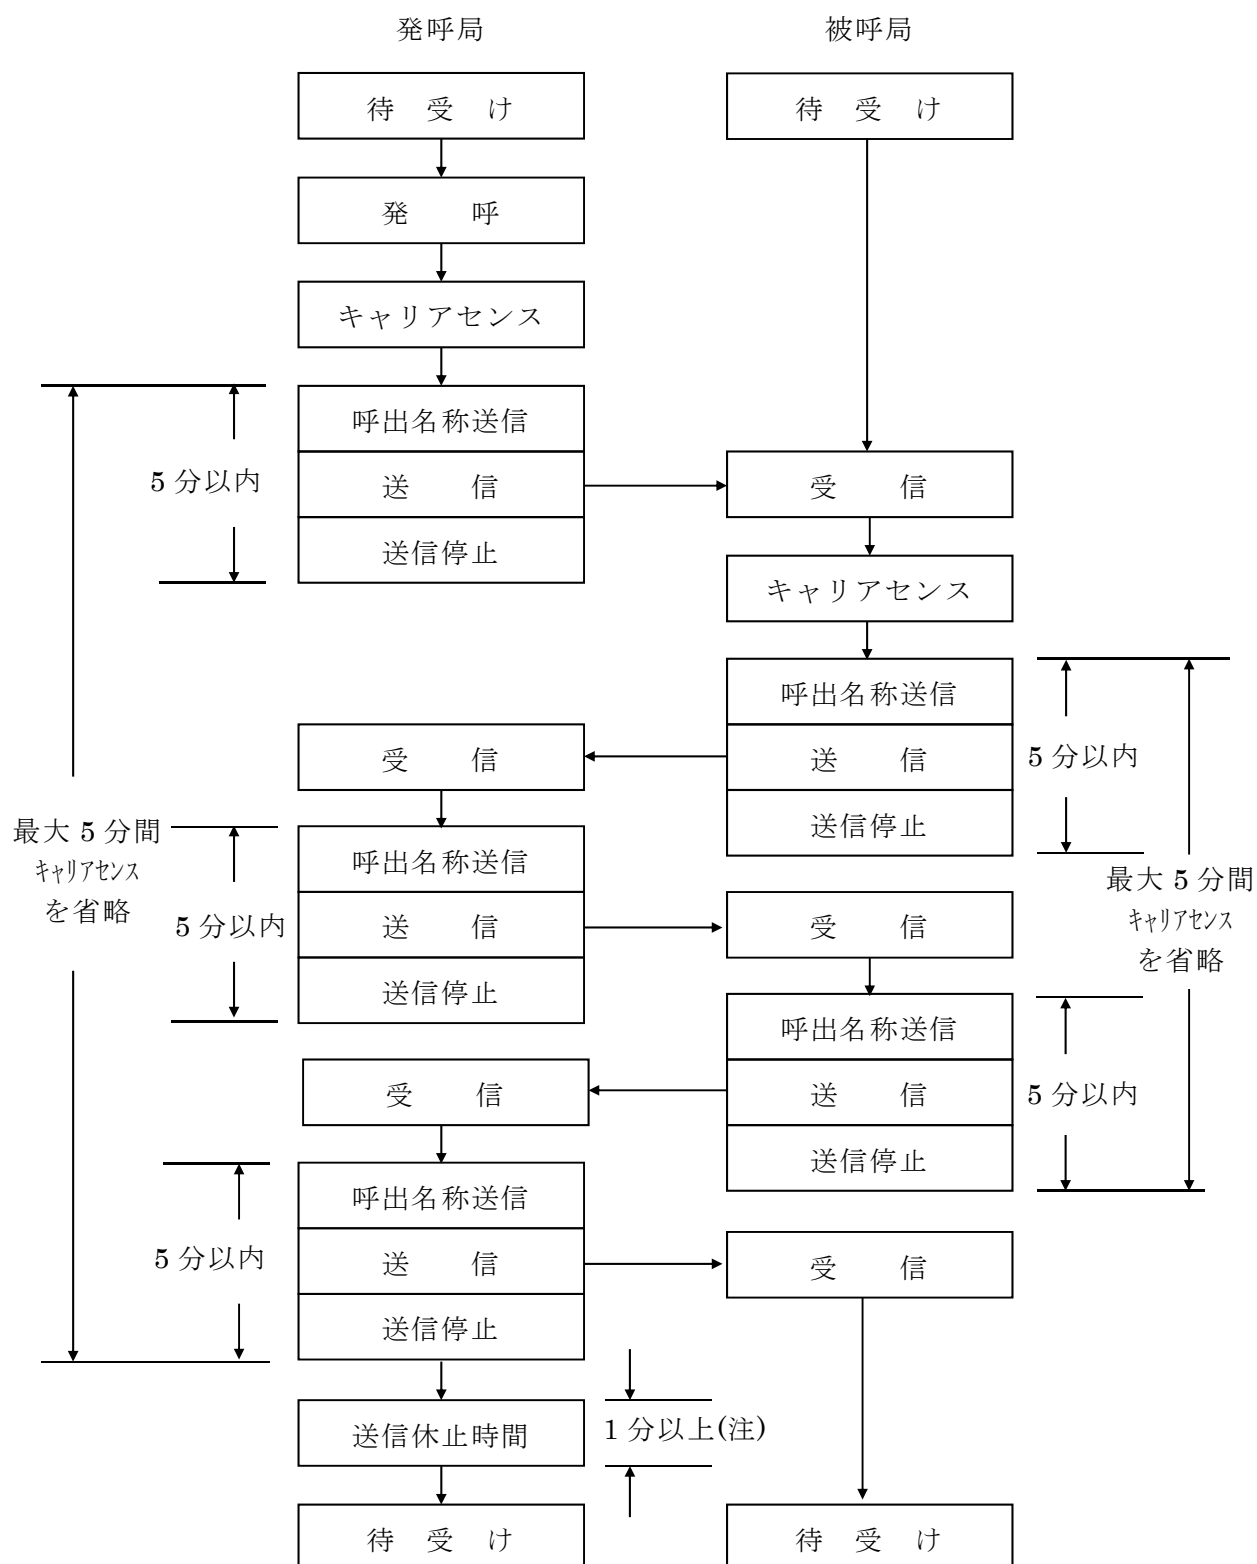 発呼局 被呼局
待 受 け 待 受 け
発 呼
キャリアセンス
呼出名称送信
5 分以内 送 信 受 信
送信停止
キャリアセンス
呼出名称送信
受 信 送 信 5 分以内
送信停止
最大 5 分間
キャリアセンス
を省略
呼出名称送信
最大 5 分間
キャリアセンス
を省略
5 分以内 送 信 受 信
送信停止
呼出名称送信
受 信 送 信 5 分以内
送信停止
呼出名称送信
5 分以内 送 信 受 信
送信停止
送信休止時間 1 分以上(注)
待 受 け 待 受 け